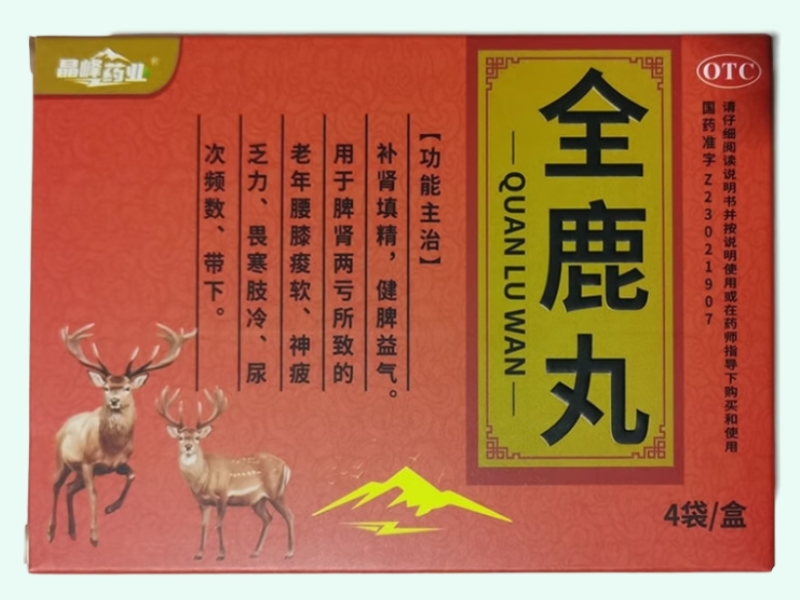 晶峰药业
OTC
请仔细阅读说明书并按说明使用或在药师指导下购买和使用
国药准字Z23021907
全鹿丸
QUAN LU WAN
【功能主治】
补肾填精，健脾益气。
用于脾肾两亏所致的
老年腰膝痠软、神疲
乏力、畏寒肢冷、尿
次频数、带下。
4袋/盒